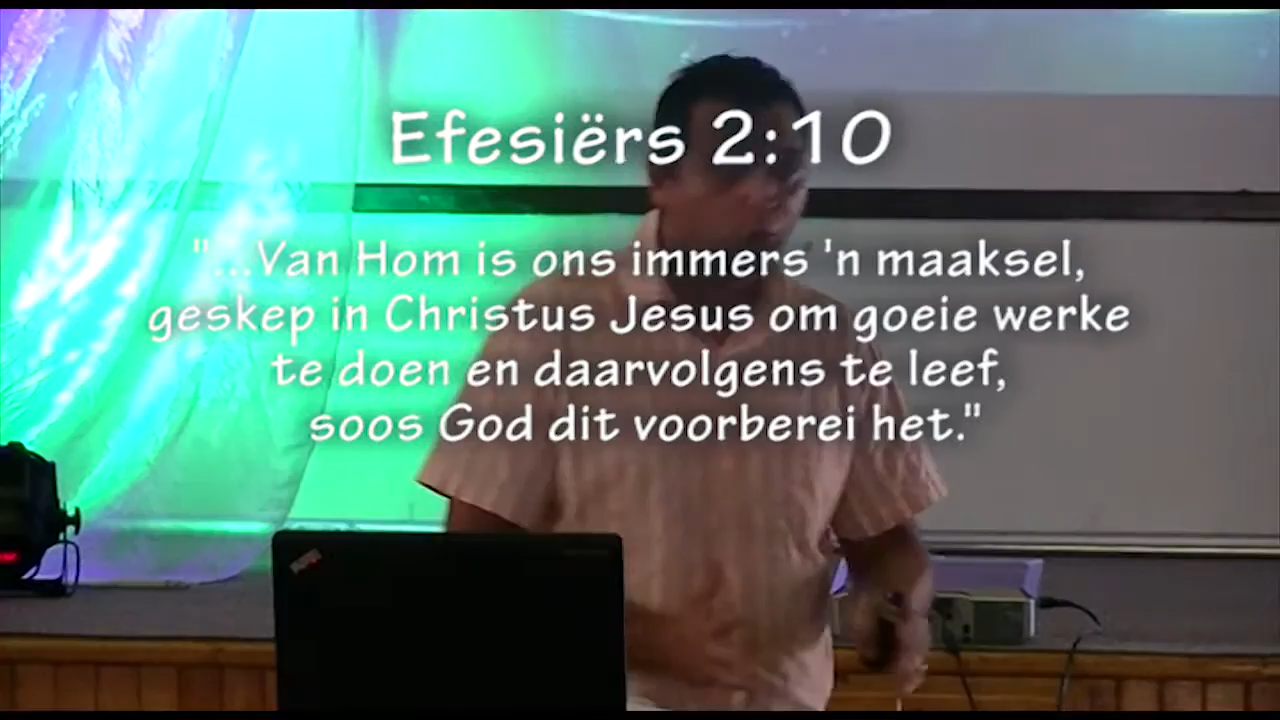 Efesiërs 2:10
"...Van Hom is ons immers 'n maaksel,
geskep in Christus Jesus om goeie werke
te doen en daarvolgens te leef,
soos God dit voorberei het."